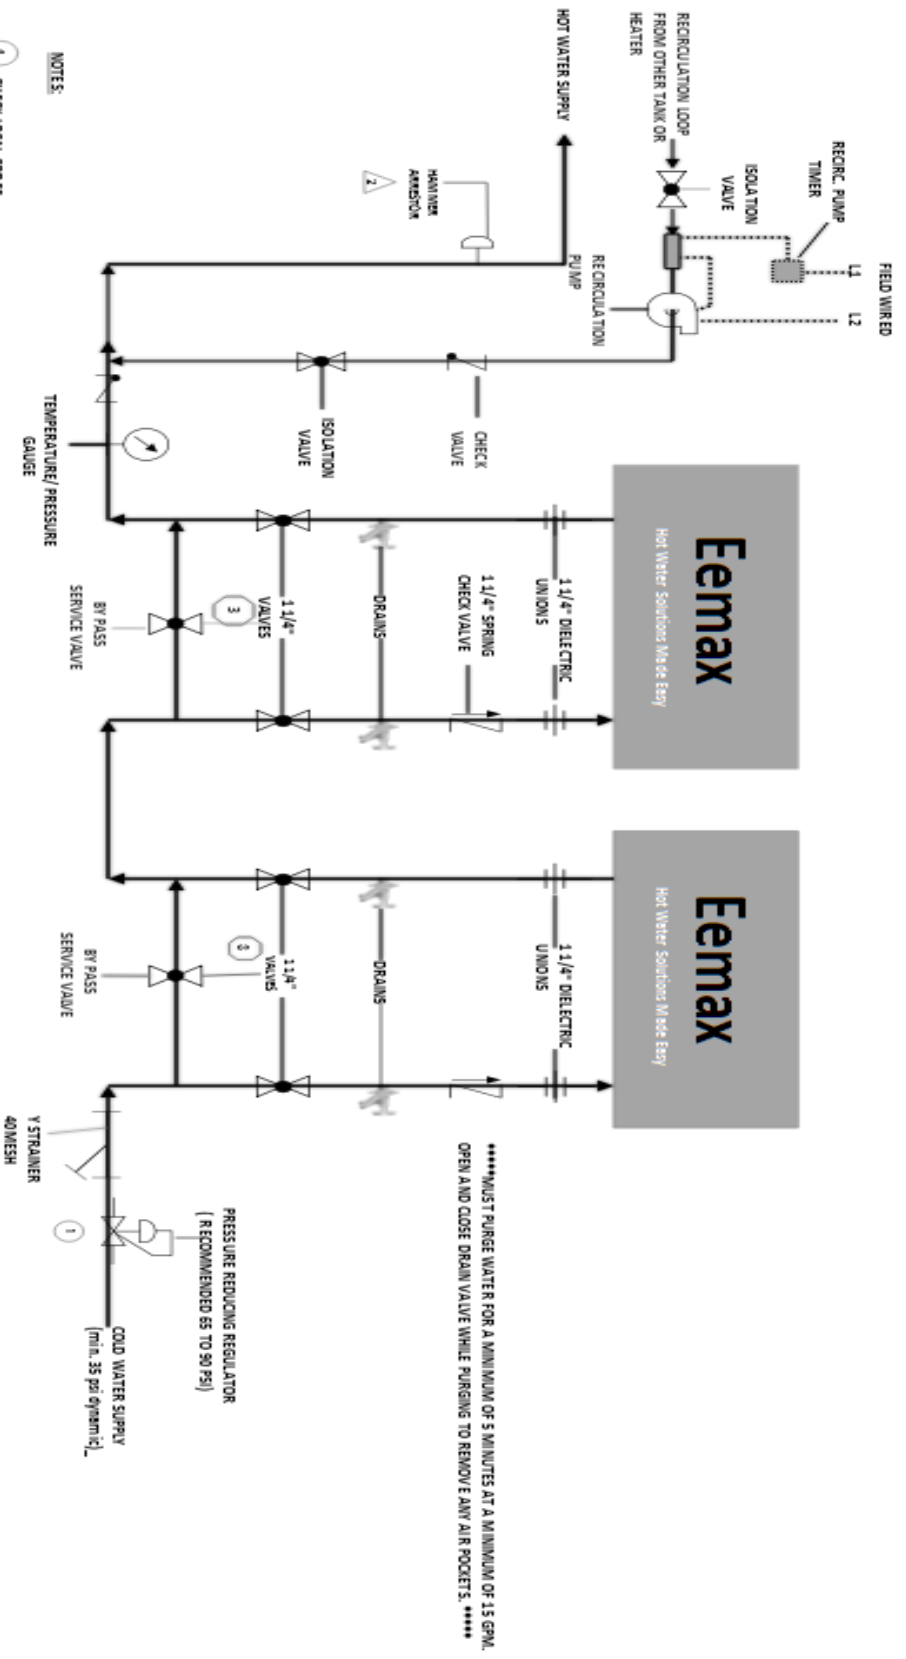 FIELD WIRED
L1
L2
RECIRC. PUMP
TIMER
ISOLATION
VALVE
RECIRCULATION LOOP
FROM OTHER TANK OR
HEATER
RECIRCULATION
PUMP
HOT WATER SUPPLY
HAMMER
ARRESTOR
2
CHECK
VALVE
ISOLATION
VALVE
TEMPERATURE/ PRESSURE
GAUGE
Eemax
Hot Water Solutions Made Easy
1 1/4" DIELECTRIC
UNIONS
1 1/4" SPRING
CHECK VALVE
DRAINS
1 1/4"
VALVES
3
BY PASS
SERVICE VALVE
Eemax
Hot Water Solutions Made Easy
1 1/4" DIELECTRIC
UNIONS
DRAINS
1 1/4"
VALVES
BY PASS
SERVICE VALVE
*****MUST PURGE WATER FOR A MINIMUM OF 5 MINUTES AT A MINIMUM OF 15 GPM.
OPEN AND CLOSE DRAIN VALVE WHILE PURGING TO REMOVE ANY AIR POCKETS. *****
PRESSURE REDUCING REGULATOR
( RECOMMENDED 65 TO 90 PSI)
1
Y STRAINER
40 MESH
COLD WATER SUPPLY
(min. 35 psi dynamic)_
NOTES: